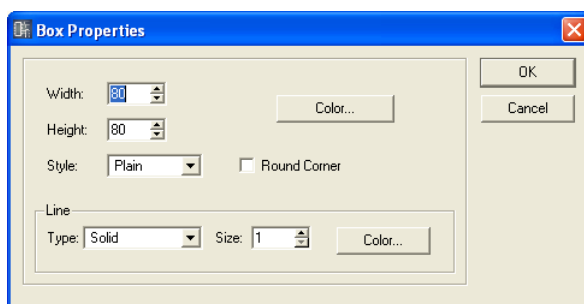 Box Properties
OK
Width: 80
Color...
Cancel
Height: 80
Style: Plain
Round Corner
Line
Type: Solid
Size: 1
Color...